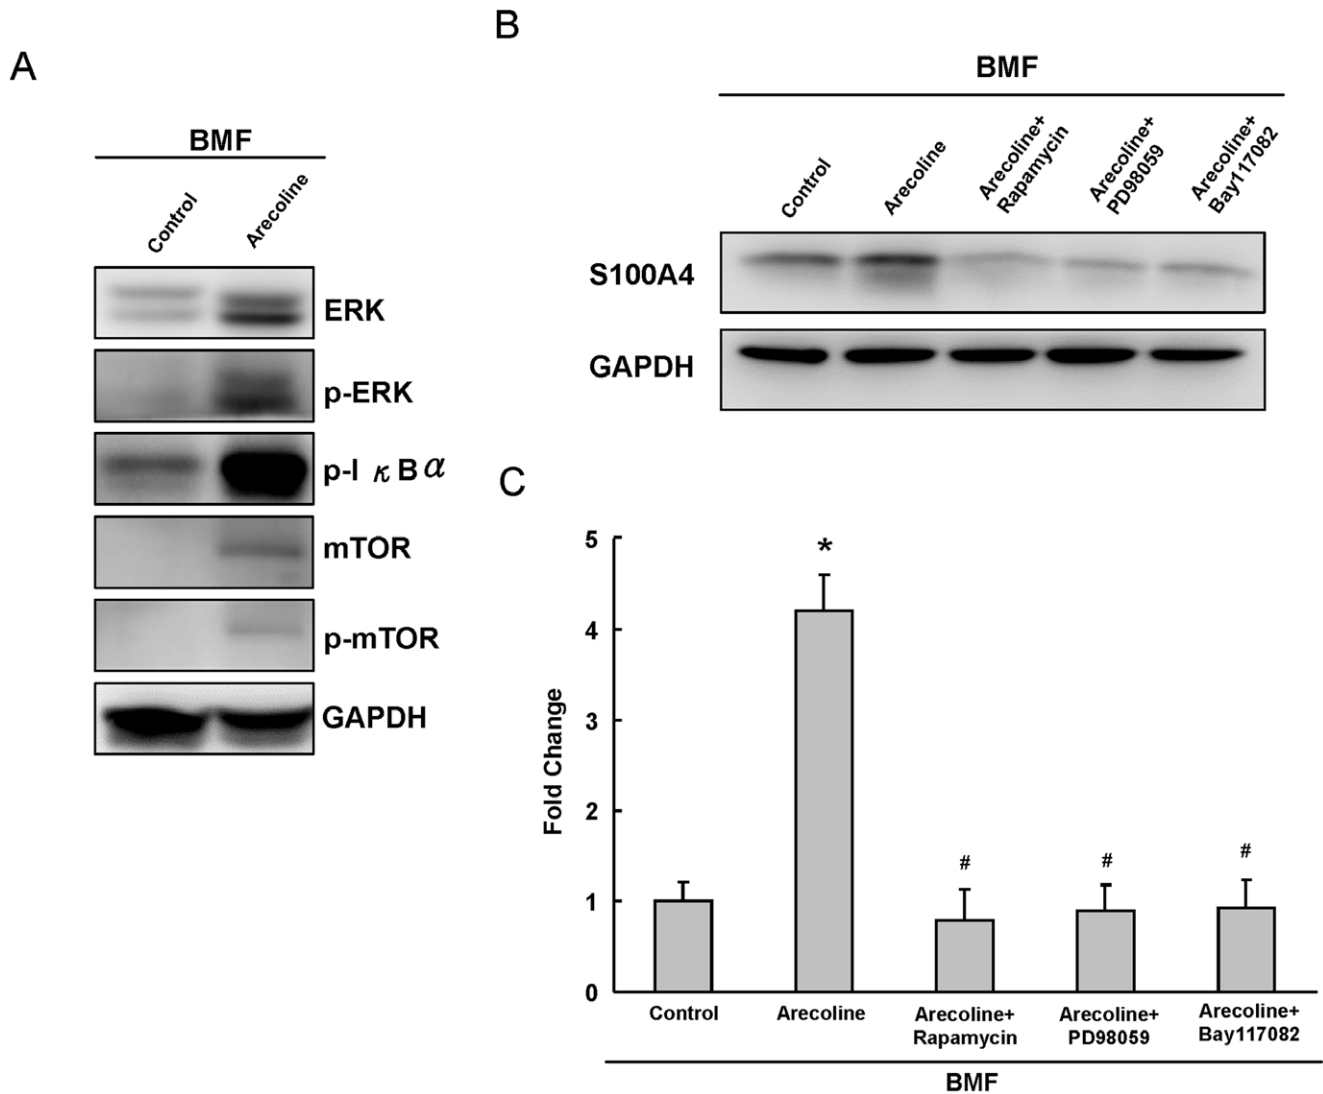 A
BMF
Control
Arecoline
ERK
p-ERK
p-I κ B α
mTOR
p-mTOR
GAPDH
B
BMF
Control
Arecoline
Arecoline+
Rapamycin
Arecoline+
PD98059
Arecoline+
Bay117082
S100A4
GAPDH
C
Fold Change
5
4
3
2
1
0
*
#
#
#
Control
Arecoline
Arecoline+
Rapamycin
Arecoline+
PD98059
Arecoline+
Bay117082
BMF